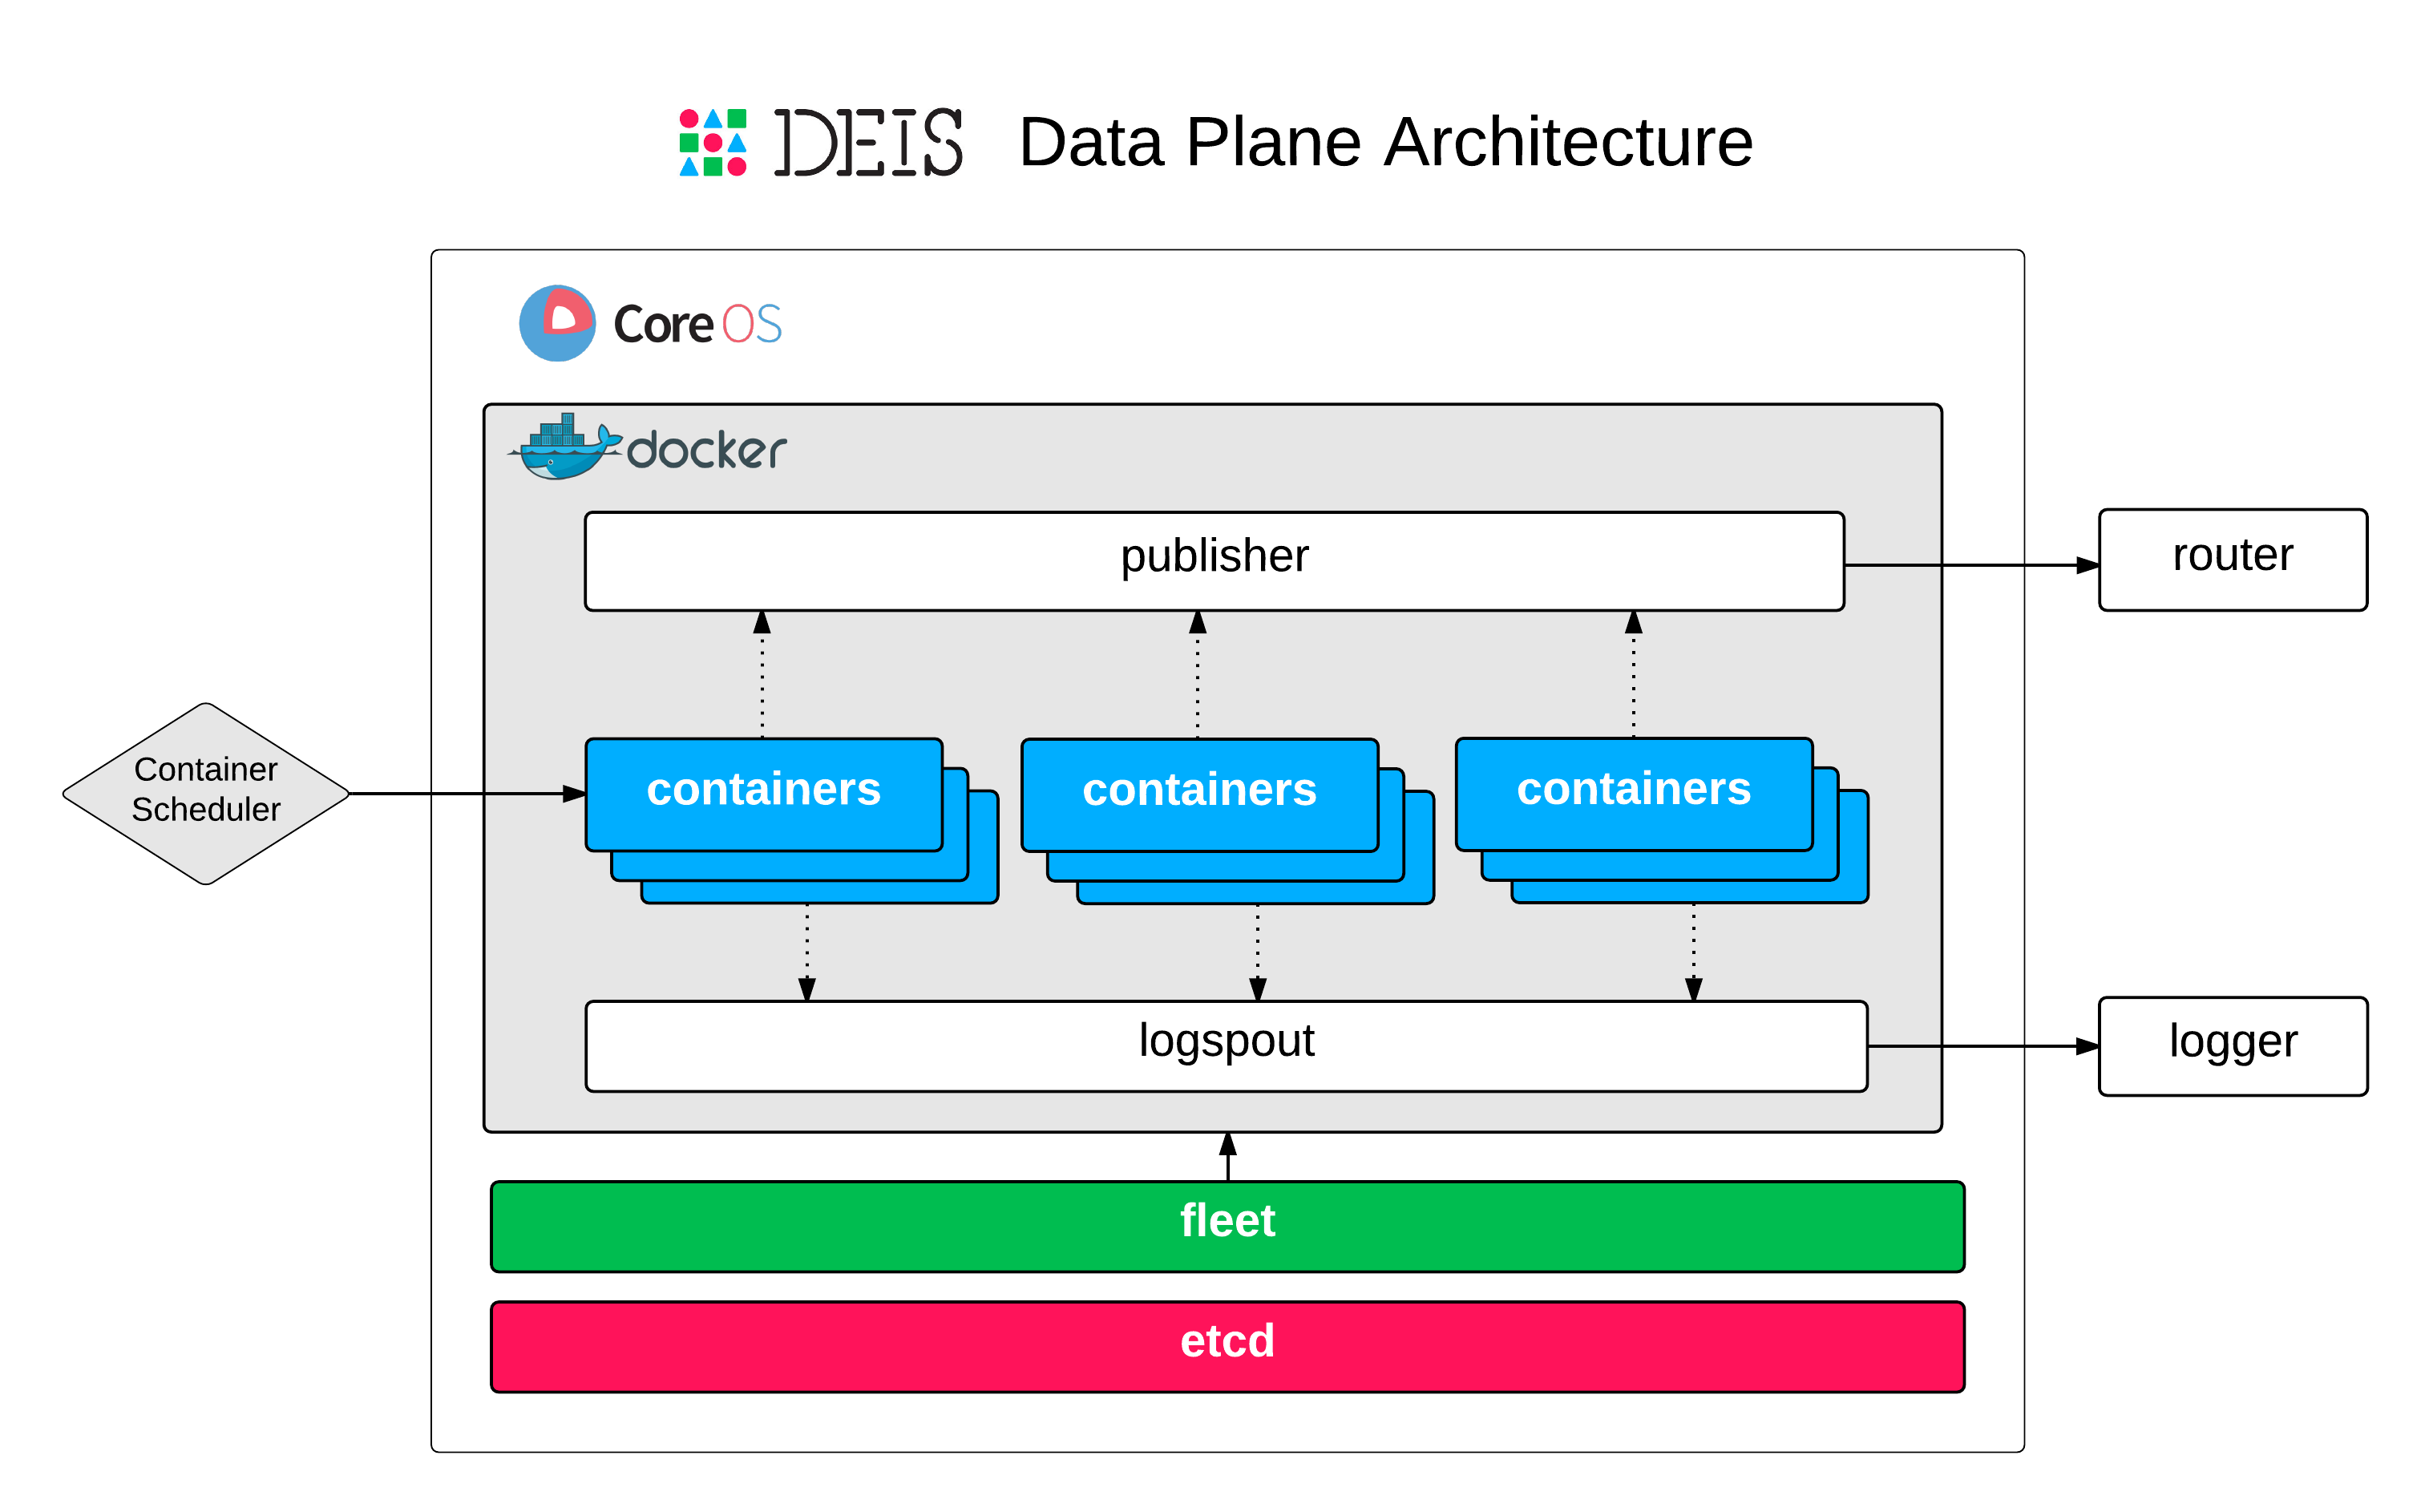 DEIS Data Plane Architecture
CoreOS
docker
publisher
router
Container
Scheduler
containers
containers
containers
logspout
logger
fleet
etcd